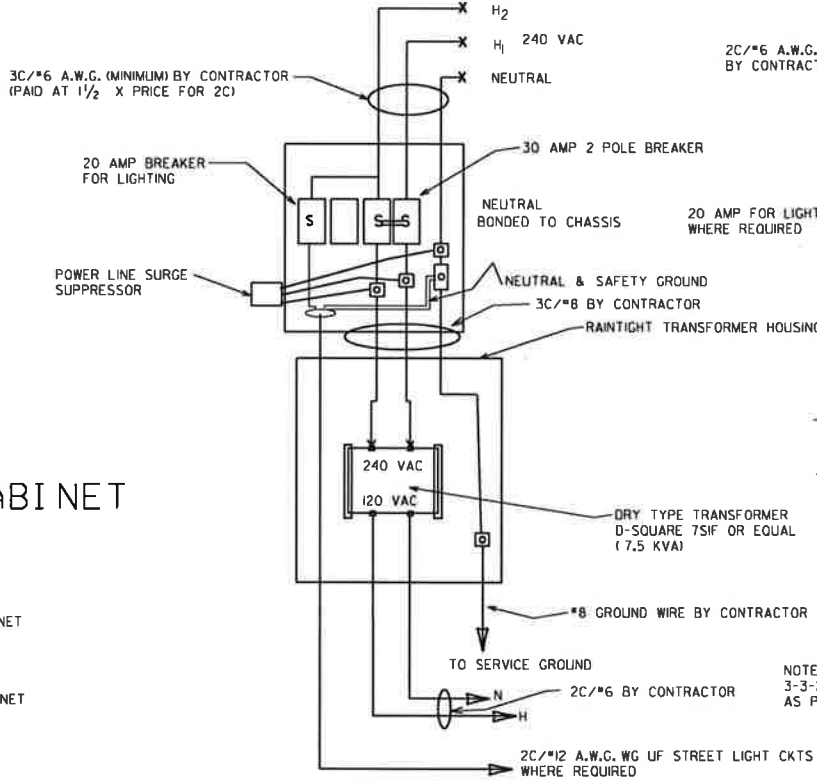 H2
H1 240 VAC
NEUTRAL
2C/#6 A.W.G.
BY CONTRACT
3C/#6 A.W.G. (MINIMUM) BY CONTRACTOR
(PAID AT 1 1/2 X PRICE FOR 2C)
20 AMP BREAKER
FOR LIGHTING
30 AMP 2 POLE BREAKER
S
S S
NEUTRAL
BONDED TO CHASSIS
20 AMP FOR LIGHT
WHERE REQUIRED
POWER LINE SURGE
SUPPRESSOR
NEUTRAL & SAFETY GROUND
3C/#8 BY CONTRACTOR
RAINTIGHT TRANSFORMER HOUSING
240 VAC
120 VAC
ABINET
DRY TYPE TRANSFORMER
D-SQUARE 7S1F OR EQUAL
(7.5 KVA)
#8 GROUND WIRE BY CONTRACTOR
NET
TO SERVICE GROUND
NOTE
3-3-
AS P
NET
N
2C/#6 BY CONTRACTOR
H
2C/#12 A.W.G. WG UF STREET LIGHT CKTS
WHERE REQUIRED